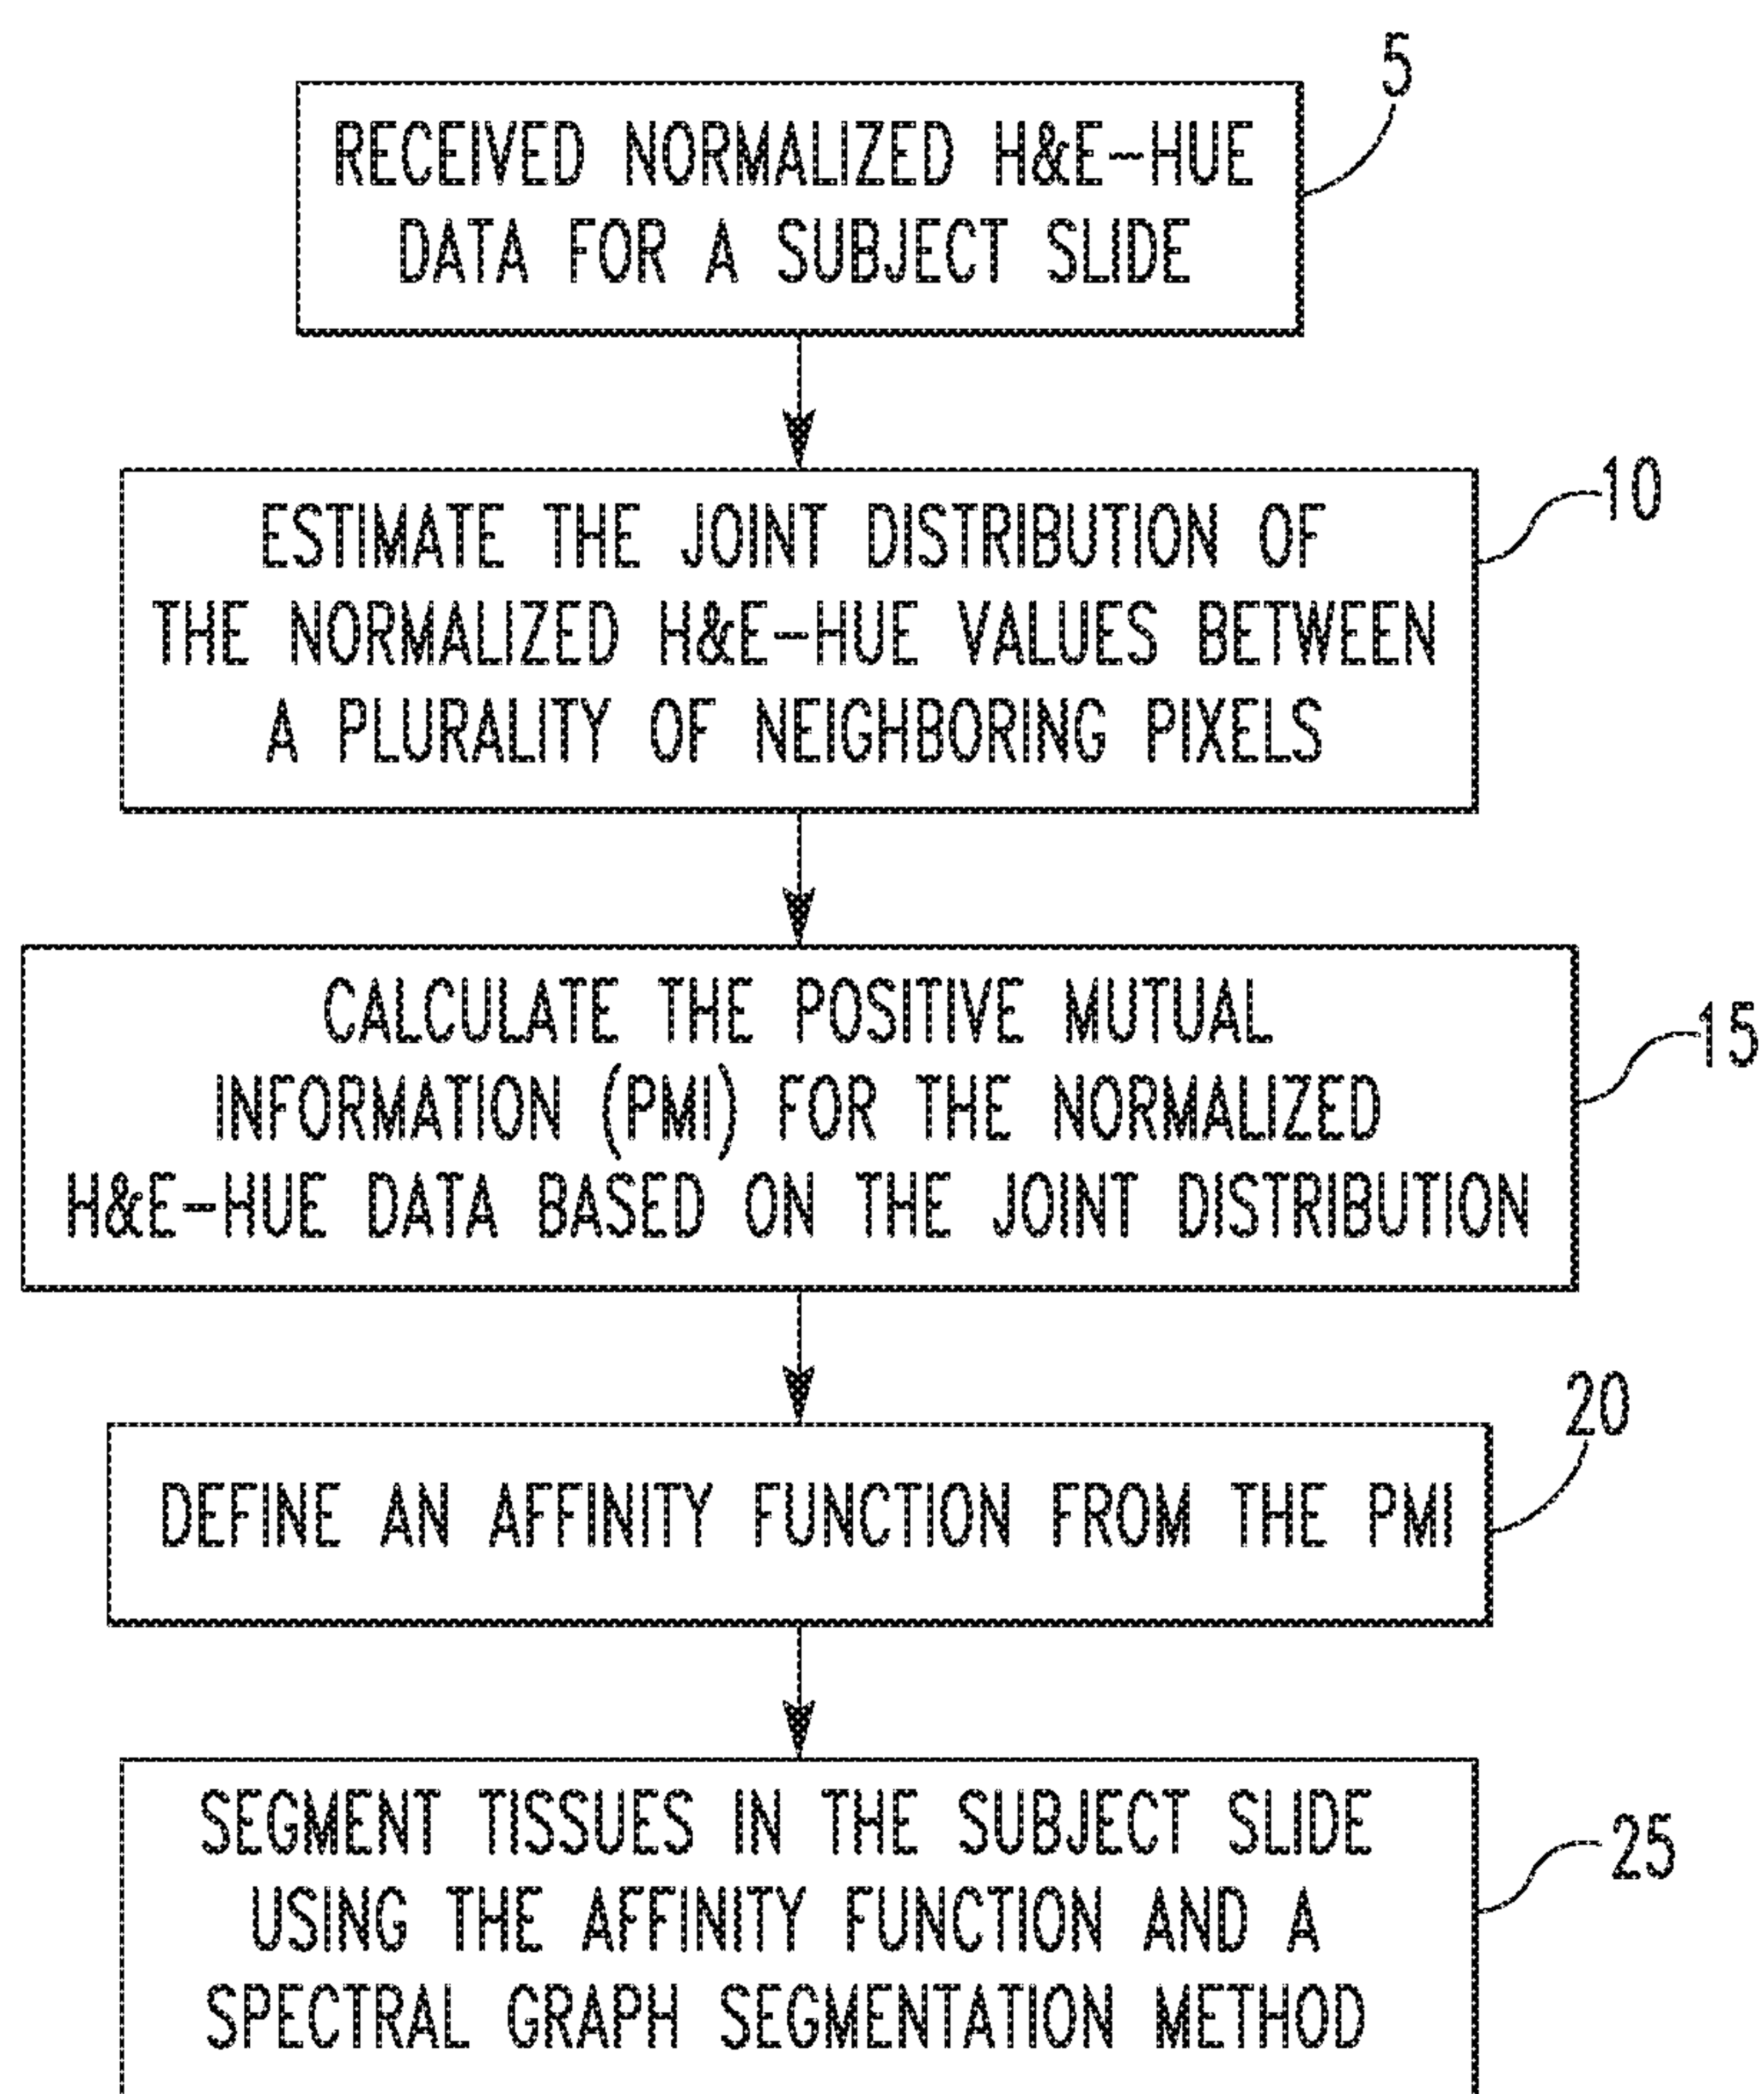 5
RECEIVED NORMALIZED H&E-HUE
DATA FOR A SUBJECT SLIDE
10
ESTIMATE THE JOINT DISTRIBUTION OF
THE NORMALIZED H&E-HUE VALUES BETWEEN
A PLURALITY OF NEIGHBORING PIXELS
15
CALCULATE THE POSITIVE MUTUAL
INFORMATION (PMI) FOR THE NORMALIZED
H&E-HUE DATA BASED ON THE JOINT DISTRIBUTION
20
DEFINE AN AFFINITY FUNCTION FROM THE PMI
25
SEGMENT TISSUES IN THE SUBJECT SLIDE
USING THE AFFINITY FUNCTION AND A
SPECTRAL GRAPH SEGMENTATION METHOD